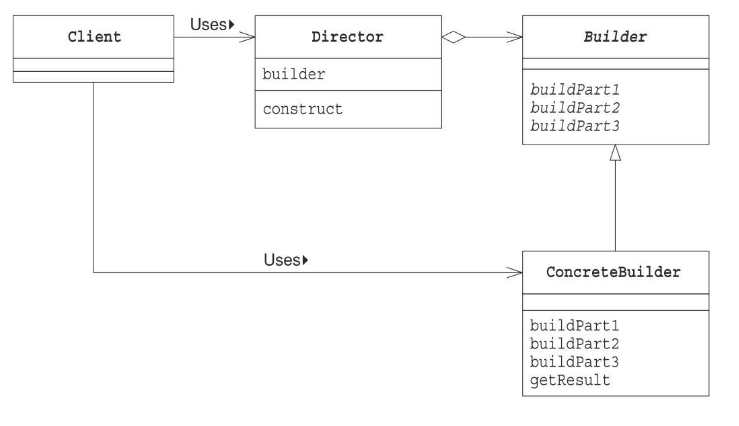 Client
Uses
Director
builder
construct
Builder
buildPart1
buildPart2
buildPart3
Uses
ConcreteBuilder
buildPart1
buildPart2
buildPart3
getResult